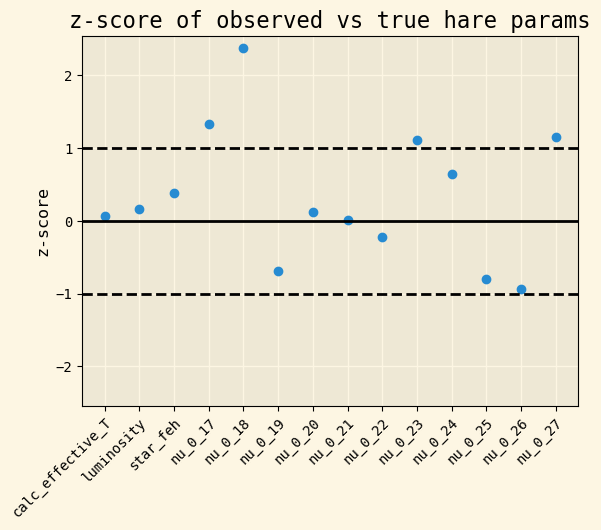 z-score of observed vs true hare params
z-score
2
1
0
−1
−2
calc_effective_T
luminosity
star_feh
nu_0_17
nu_0_18
nu_0_19
nu_0_20
nu_0_21
nu_0_22
nu_0_23
nu_0_24
nu_0_25
nu_0_26
nu_0_27